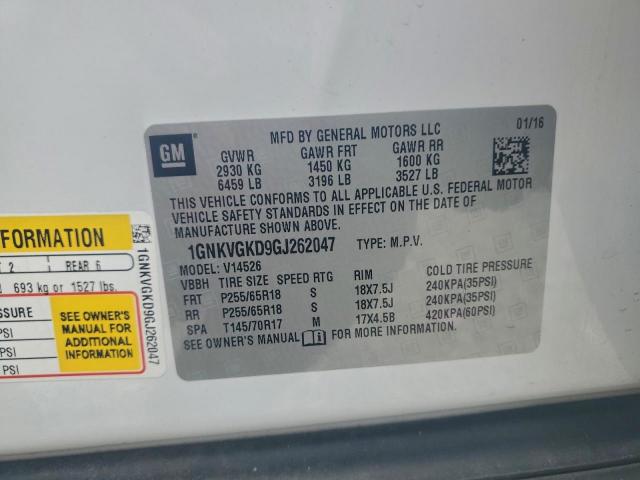 GM
MFD BY GENERAL MOTORS LLC
01/16
GVWR GAWR FRT GAWR RR
2930 KG 1450 KG 1600 KG
6459 LB 3196 LB 3527 LB
THIS VEHICLE CONFORMS TO ALL APPLICABLE U.S. FEDERAL MOTOR
VEHICLE SAFETY STANDARDS IN EFFECT ON THE DATE OF
MANUFACTURE SHOWN ABOVE.
1GNKVGKD9GJ262047 TYPE: M.P.V.
MODEL: V14526
VBBH TIRE SIZE SPEED RTG RIM COLD TIRE PRESSURE
FRT P255/65R18 S 18X7.5J 240KPA(35PSI)
RR P255/65R18 S 18X7.5J 240KPA(35PSI)
SPA T145/70R17 M 17X4.5B 420KPA(60PSI)
SEE OWNER'S MANUAL FOR MORE INFORMATION
FORMATION
2 REAR 6
693 kg or 1527 lbs.
SEE OWNER'S
MANUAL FOR
ADDITIONAL
INFORMATION
PSI
PSI
PSI
1GNKVGKD9GJ262047